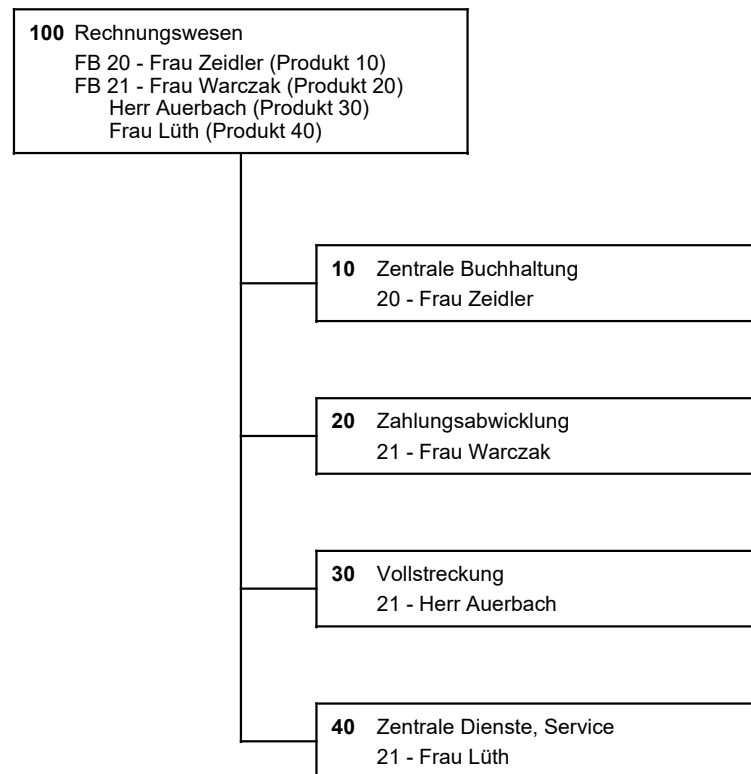 100 Rechnungswesen
FB 20 - Frau Zeidler (Produkt 10)
FB 21 - Frau Warczak (Produkt 20)
Herr Auerbach (Produkt 30)
Frau Lüth (Produkt 40)
10 Zentrale Buchhaltung
20 - Frau Zeidler
20 Zahlungsabwicklung
21 - Frau Warczak
30 Vollstreckung
21 - Herr Auerbach
40 Zentrale Dienste, Service
21 - Frau Lüth